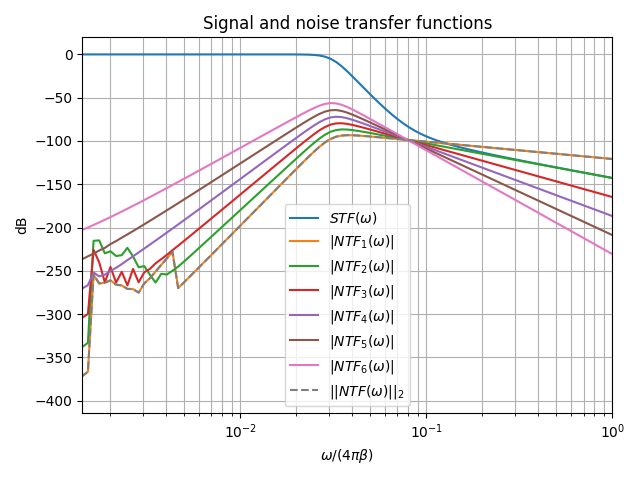 Signal and noise transfer functions
dB
0
−50
−100
−150
−200
−250
−300
−350
−400
STF(ω)
|NTF₁(ω)|
|NTF₂(ω)|
|NTF₃(ω)|
|NTF₄(ω)|
|NTF₅(ω)|
|NTF₆(ω)|
||NTF(ω)||₂
10⁻² 10⁻¹ 10⁰
ω/(4πβ)